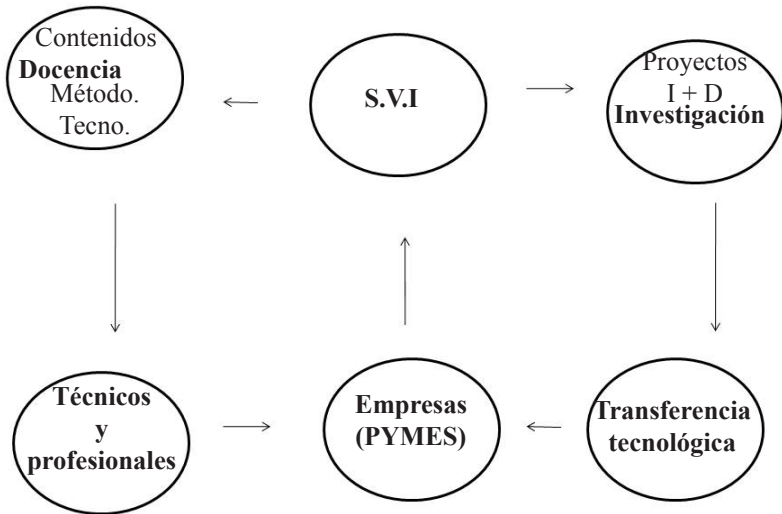 Contenidos
Docencia
Método.
Tecno.
S.V.I
Proyectos
I + D
Investigación
Técnicos
y
profesionales
Empresas
(PYMES)
Transferencia
tecnológica